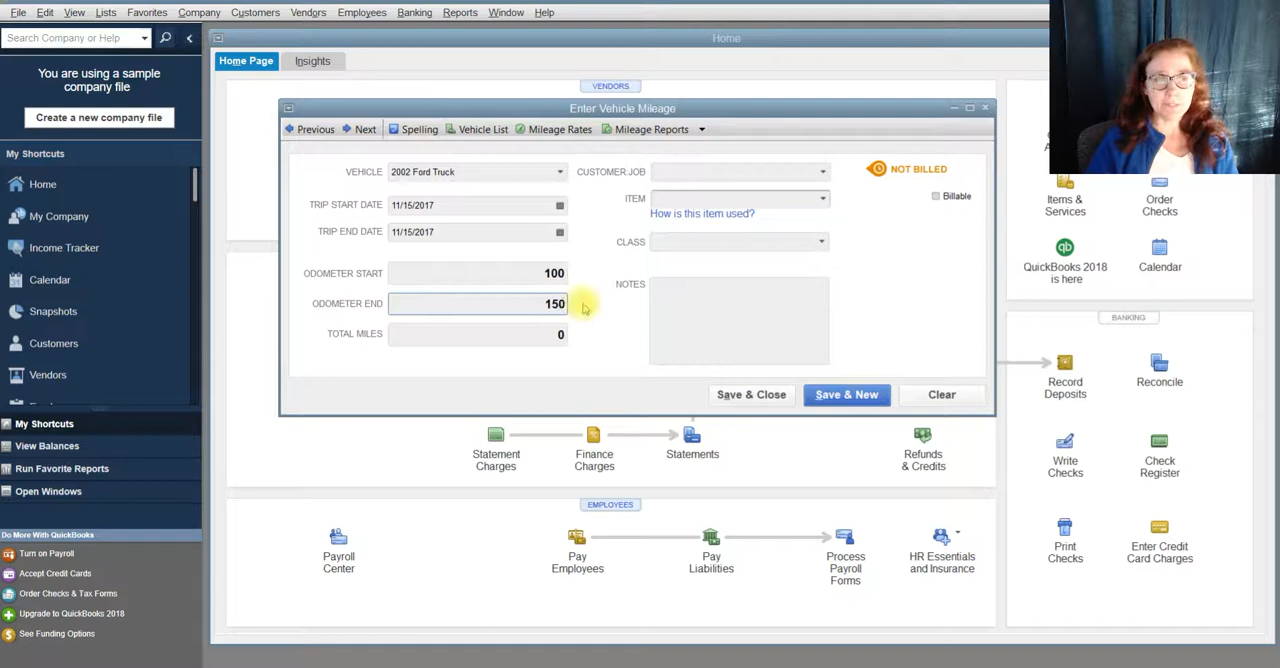 File Edit View Lists Favorites Company Customers Vendors Employees Banking Reports Window Help
Search Company or Help
Home
You are using a sample
company file
Create a new company file
My Shortcuts
Home
My Company
Income Tracker
Calendar
Snapshots
Customers
Vendors
My Shortcuts
View Balances
Run Favorite Reports
Open Windows
Do More With QuickBooks
Turn on Payroll
Accept Credit Cards
Order Checks & Tax Forms
Upgrade to QuickBooks 2018
See Funding Options
Home Page Insights
VENDORS
Enter Vehicle Mileage
Previous Next Spelling Vehicle List Mileage Rates Mileage Reports
VEHICLE 2002 Ford Truck
TRIP START DATE 11/15/2017
TRIP END DATE 11/15/2017
ODOMETER START 100
ODOMETER END 150
TOTAL MILES 0
CUSTOMER:JOB
ITEM
How is this item used?
CLASS
NOTES
NOT BILLED
Billable
Save & Close Save & New Clear
Statement
Charges
Finance
Charges
Statements
Refunds
& Credits
EMPLOYEES
Payroll
Center
Pay
Employees
Pay
Liabilities
Process
Payroll
Forms
HR Essentials
and Insurance
Items &
Services
Order
Checks
qb
QuickBooks 2018
is here
Calendar
BANKING
Record
Deposits
Reconcile
Write
Checks
Check
Register
Print
Checks
Enter Credit
Card Charges